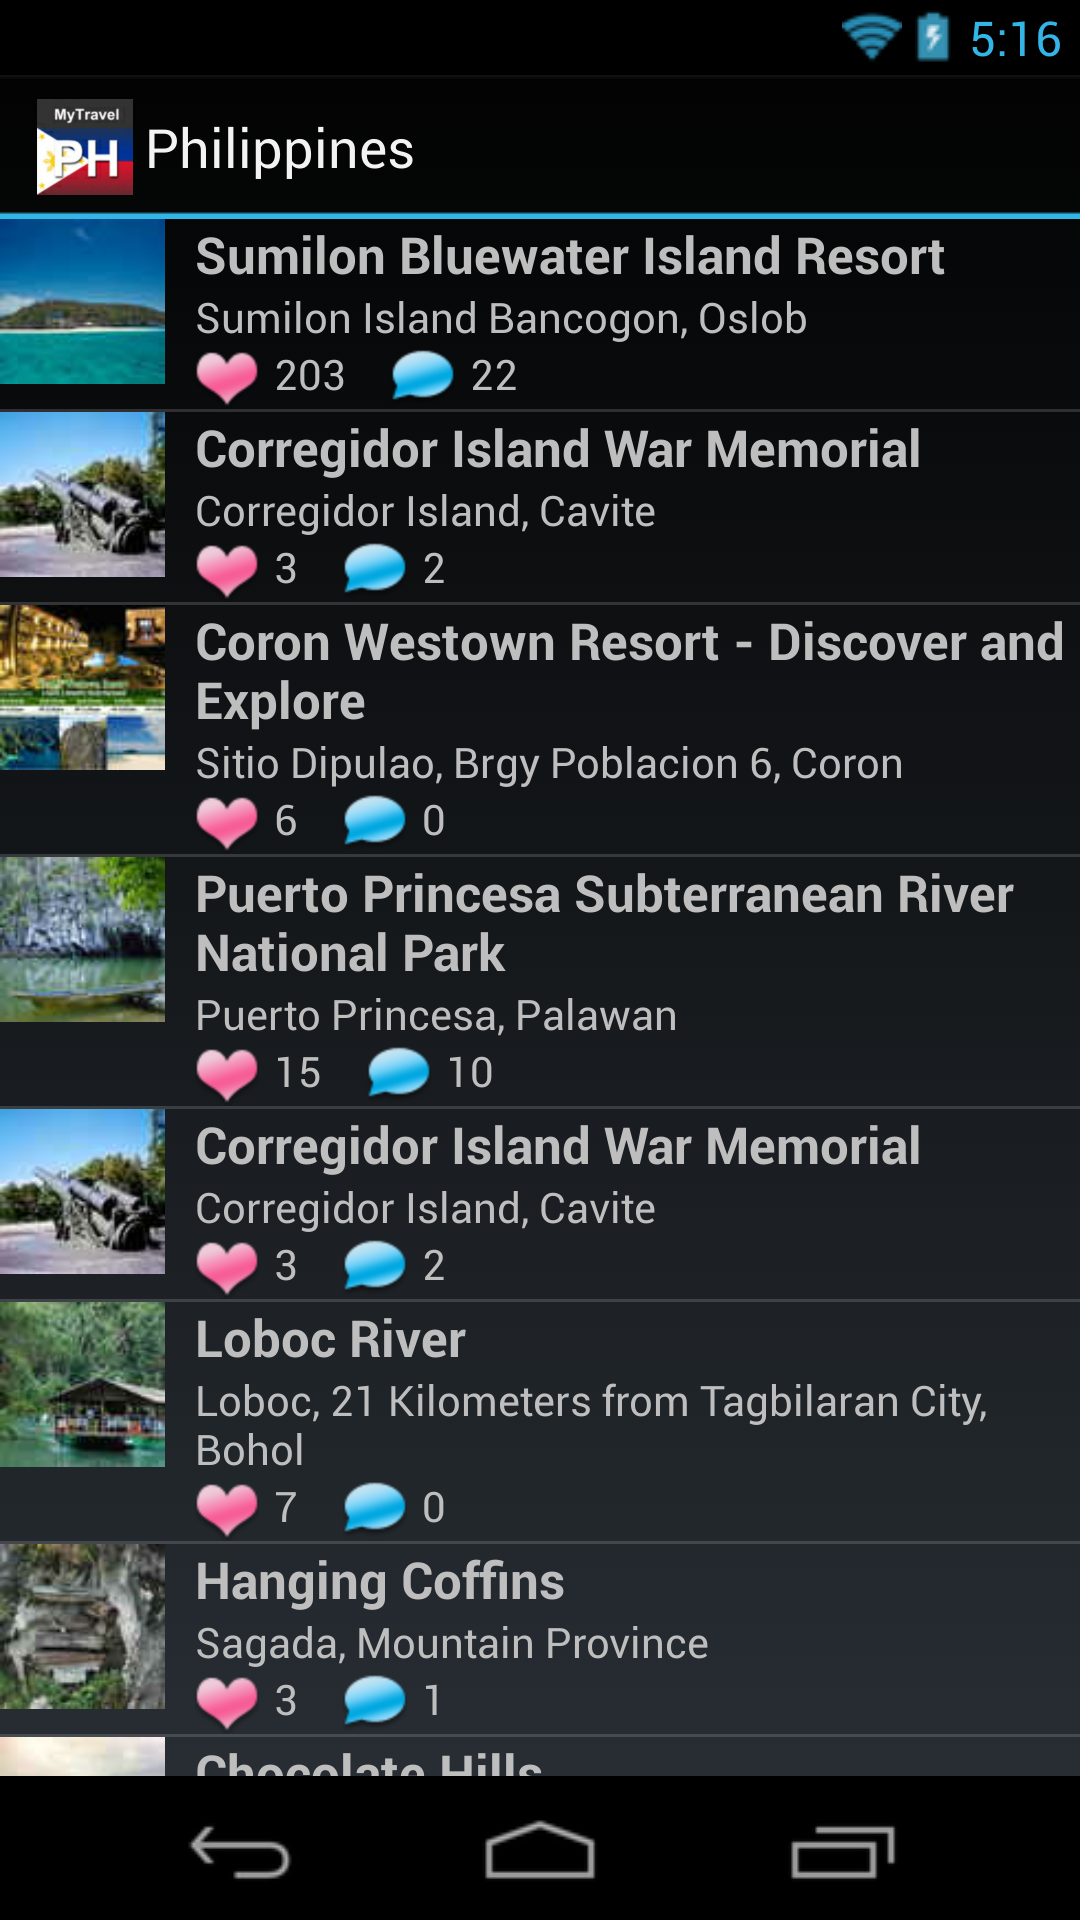 5:16
MyTravel
PH
Philippines
Sumilon Bluewater Island Resort
Sumilon Island Bancogon, Oslob
203 22
Corregidor Island War Memorial
Corregidor Island, Cavite
3 2
Coron Westown Resort - Discover and
Explore
Sitio Dipulao, Brgy Poblacion 6, Coron
6 0
Puerto Princesa Subterranean River
National Park
Puerto Princesa, Palawan
15 10
Corregidor Island War Memorial
Corregidor Island, Cavite
3 2
Loboc River
Loboc, 21 Kilometers from Tagbilaran City,
Bohol
7 0
Hanging Coffins
Sagada, Mountain Province
3 1
Chocolate Hills